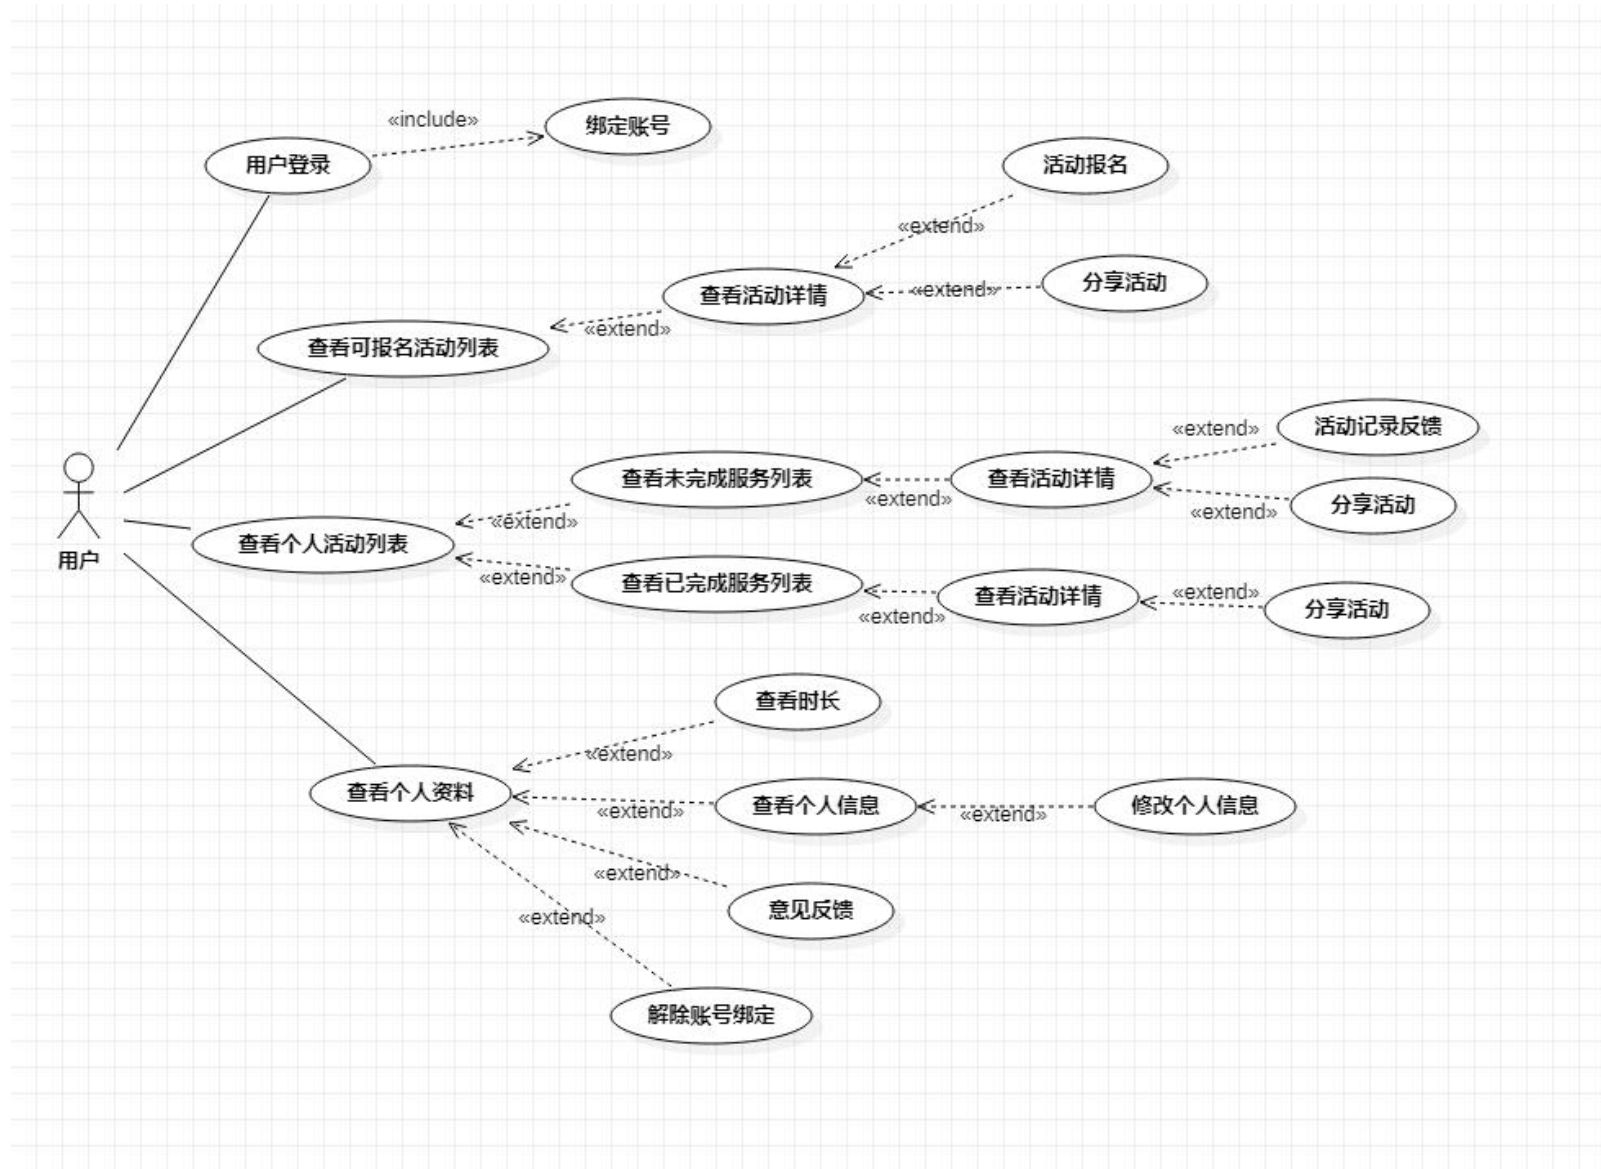 «include»
绑定账号
用户登录
活动报名
«extend»
分享活动
«extend»
查看活动详情
«extend»
查看可报名活动列表
活动记录反馈
«extend»
查看未完成服务列表
«extend»
查看活动详情
分享活动
«extend»
«extend»
查看个人活动列表
用户
«extend»
查看已完成服务列表
«extend»
查看活动详情
«extend»
分享活动
查看时长
«extend»
查看个人资料
«extend»
查看个人信息
«extend»
修改个人信息
«extend»
意见反馈
«extend»
解除账号绑定